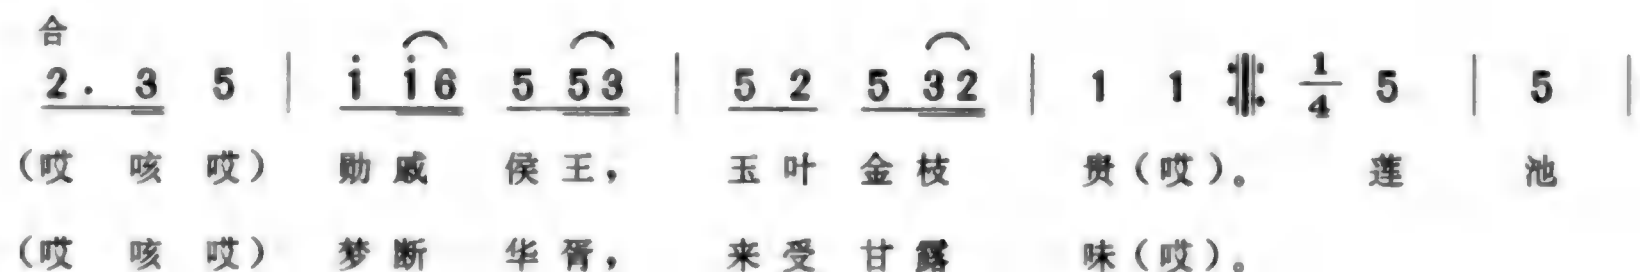 合
2. 3 5 | i i6 5 53 | 5 2 5 32 | 1 1 :‖: 1/4 5 | 5 |
(哎 咳 哎) 勋戚 侯王, 玉叶金枝 贵(哎)。 莲 池
(哎 咳 哎) 梦断 华胥, 来受甘露 味(哎)。